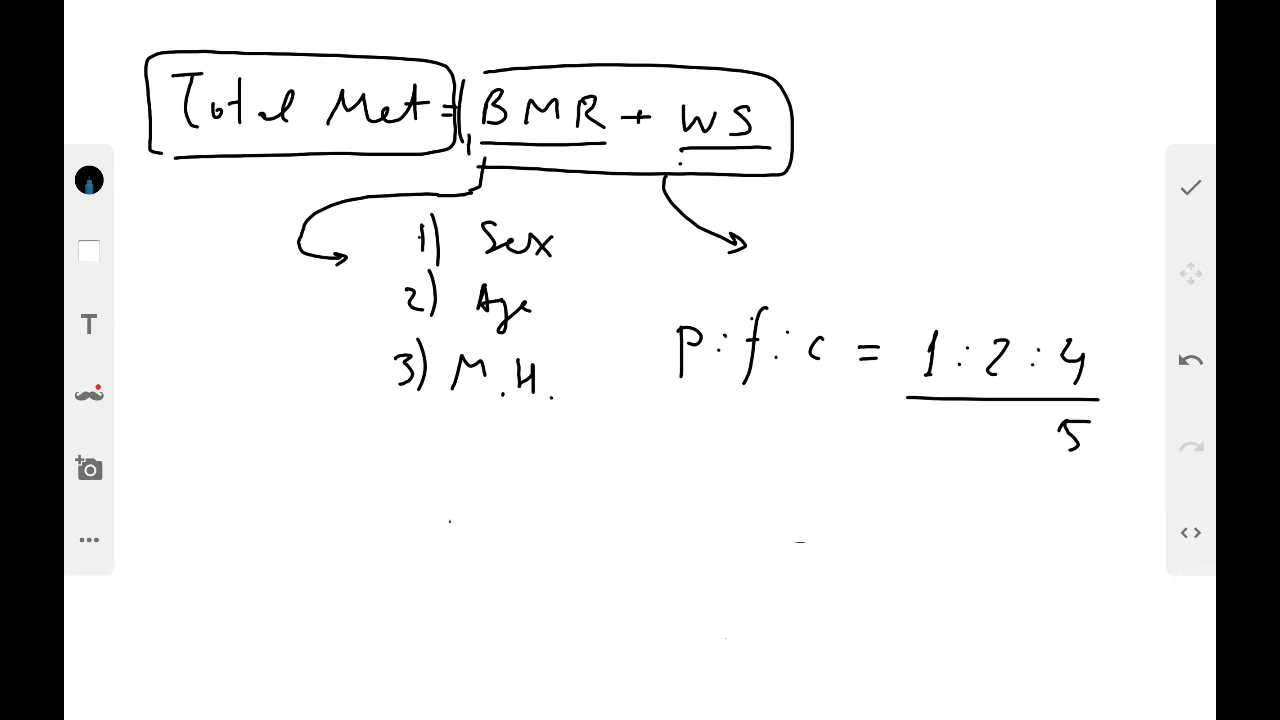 Total Met = BMR + WS
1) Sex
2) Age
3) M.H.
p : f : c = 1 : 2 : 4
5
T